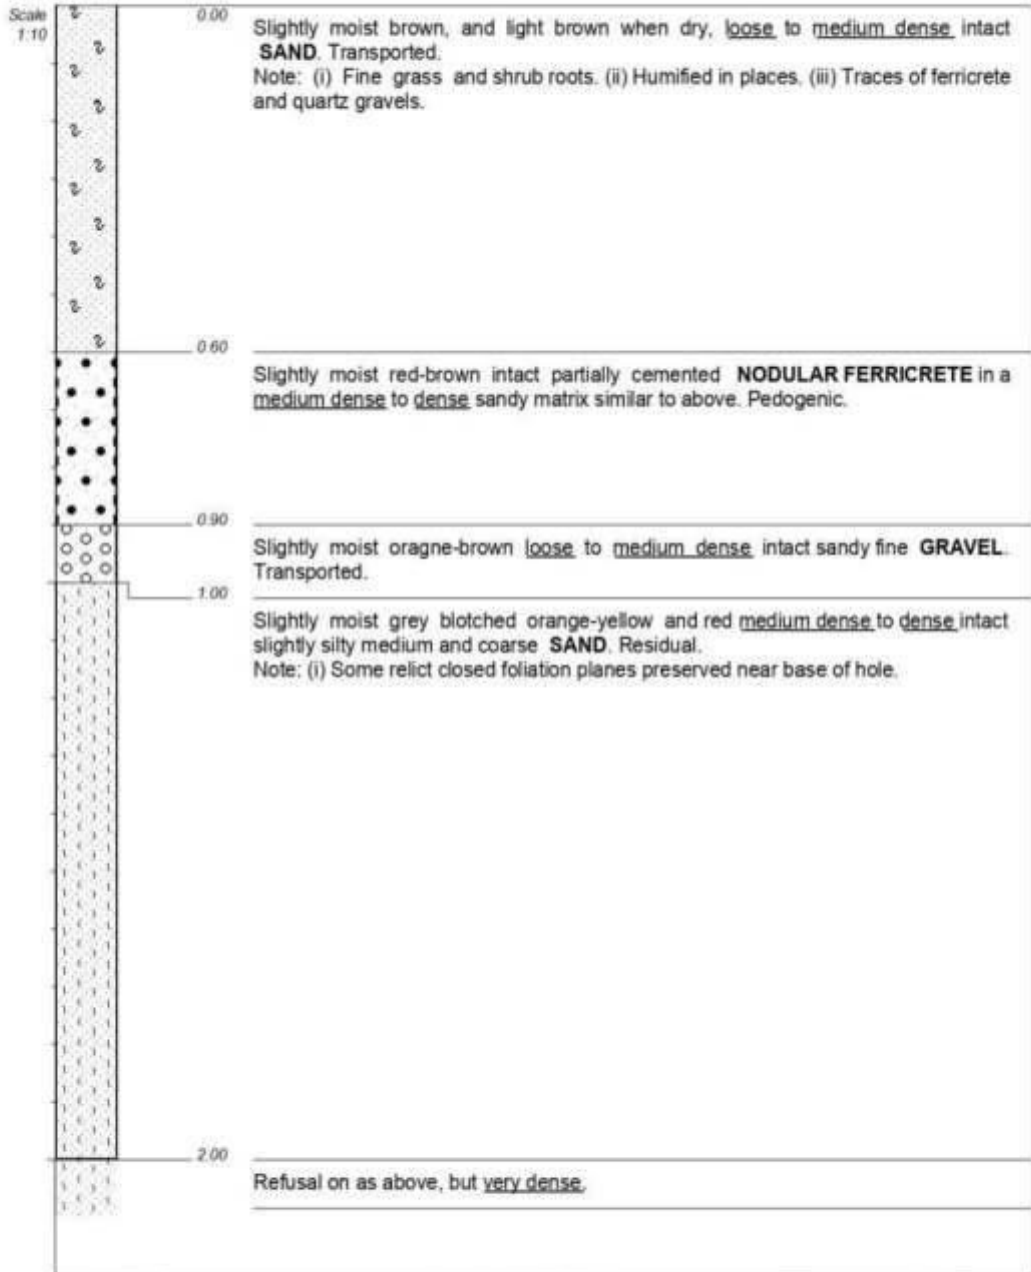 Scale
1:10
0.00
Slightly moist brown, and light brown when dry, loose to medium dense intact
SAND. Transported.
Note: (i) Fine grass and shrub roots. (ii) Humified in places. (iii) Traces of ferricrete
and quartz gravels.
0.60
Slightly moist red-brown intact partially cemented NODULAR FERRICRETE in a
medium dense to dense sandy matrix similar to above. Pedogenic.
0.90
Slightly moist oragne-brown loose to medium dense intact sandy fine GRAVEL.
Transported.
1.00
Slightly moist grey blotched orange-yellow and red medium dense to dense intact
slightly silty medium and coarse SAND. Residual.
Note: (i) Some relict closed foliation planes preserved near base of hole.
2.00
Refusal on as above, but very dense.